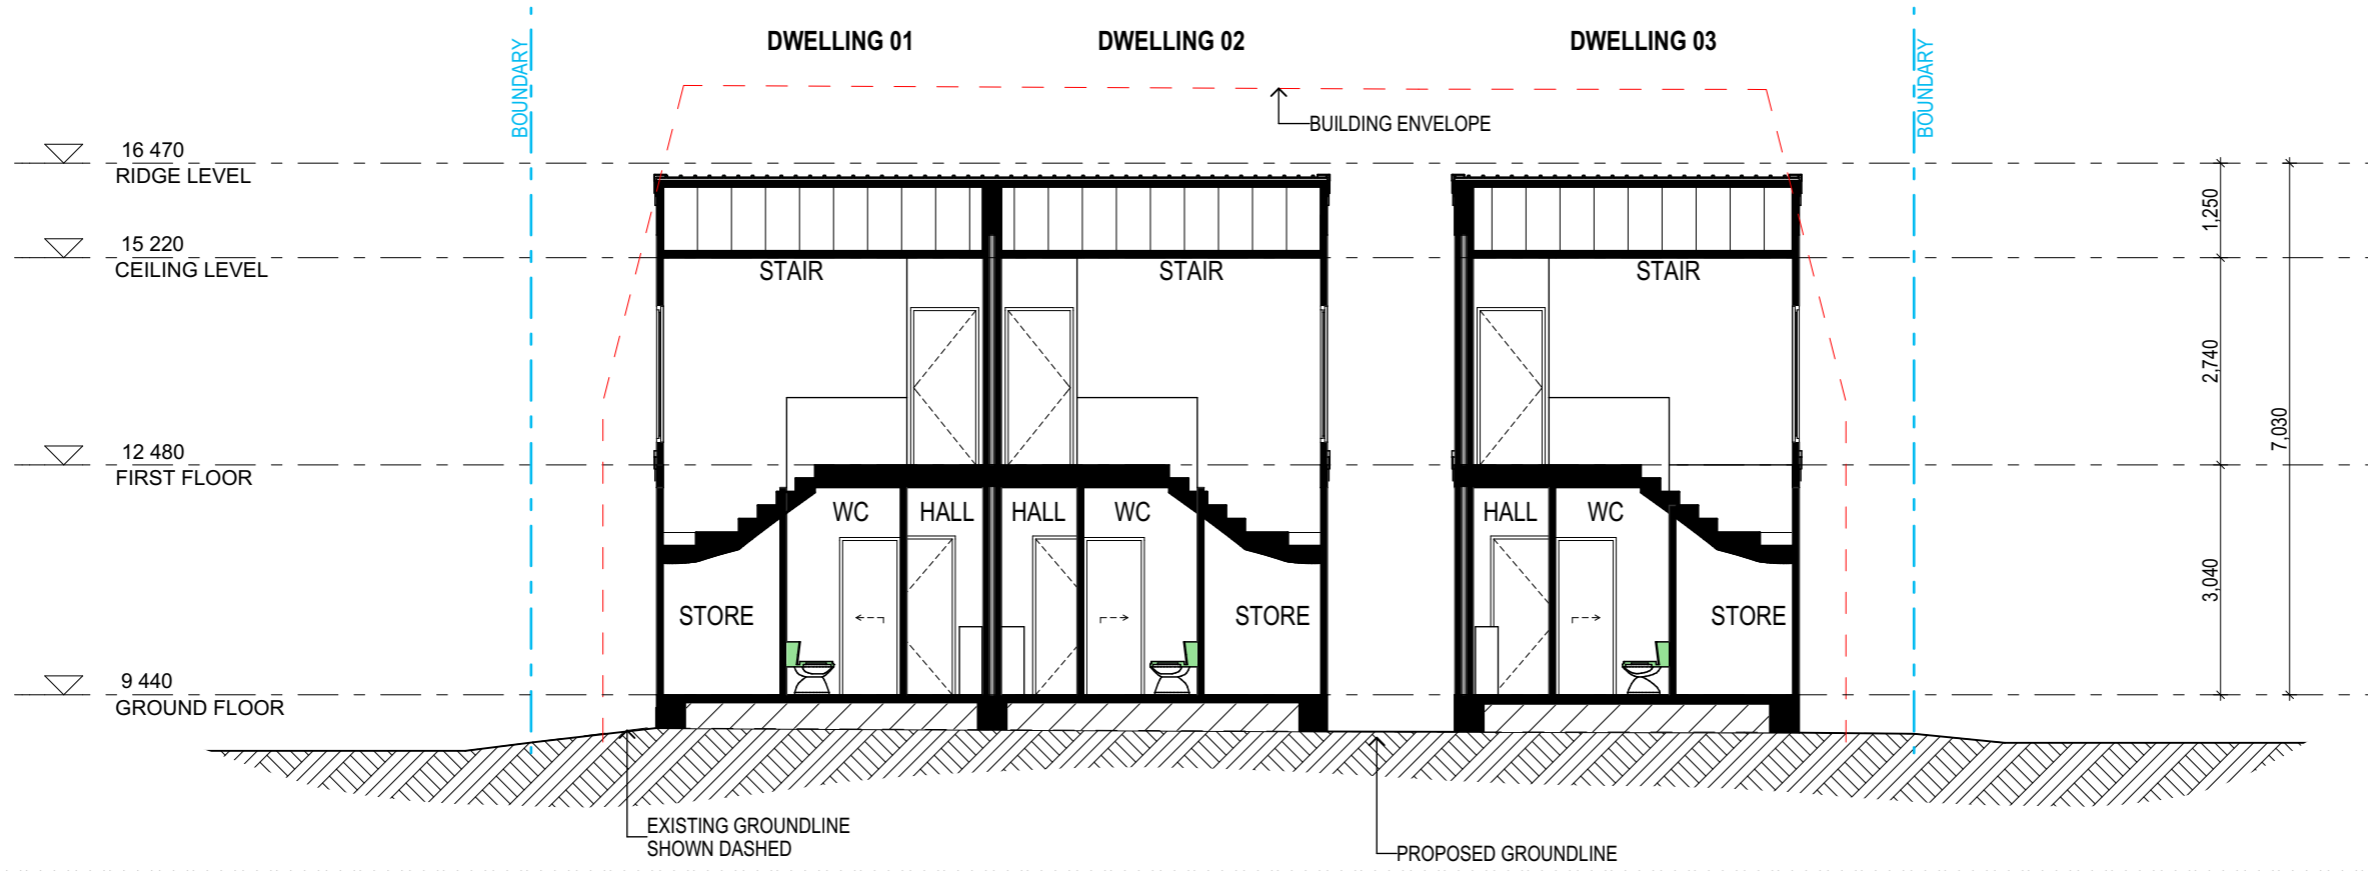 DWELLING 01
DWELLING 02
DWELLING 03
BOUNDARY
BOUNDARY
BUILDING ENVELOPE
16 470
RIDGE LEVEL
15 220
CEILING LEVEL
STAIR
STAIR
STAIR
1,250
2,740
7,030
12 480
FIRST FLOOR
WC
HALL
HALL
WC
HALL
WC
3,040
STORE
STORE
STORE
9 440
GROUND FLOOR
EXISTING GROUNDLINE
SHOWN DASHED
PROPOSED GROUNDLINE